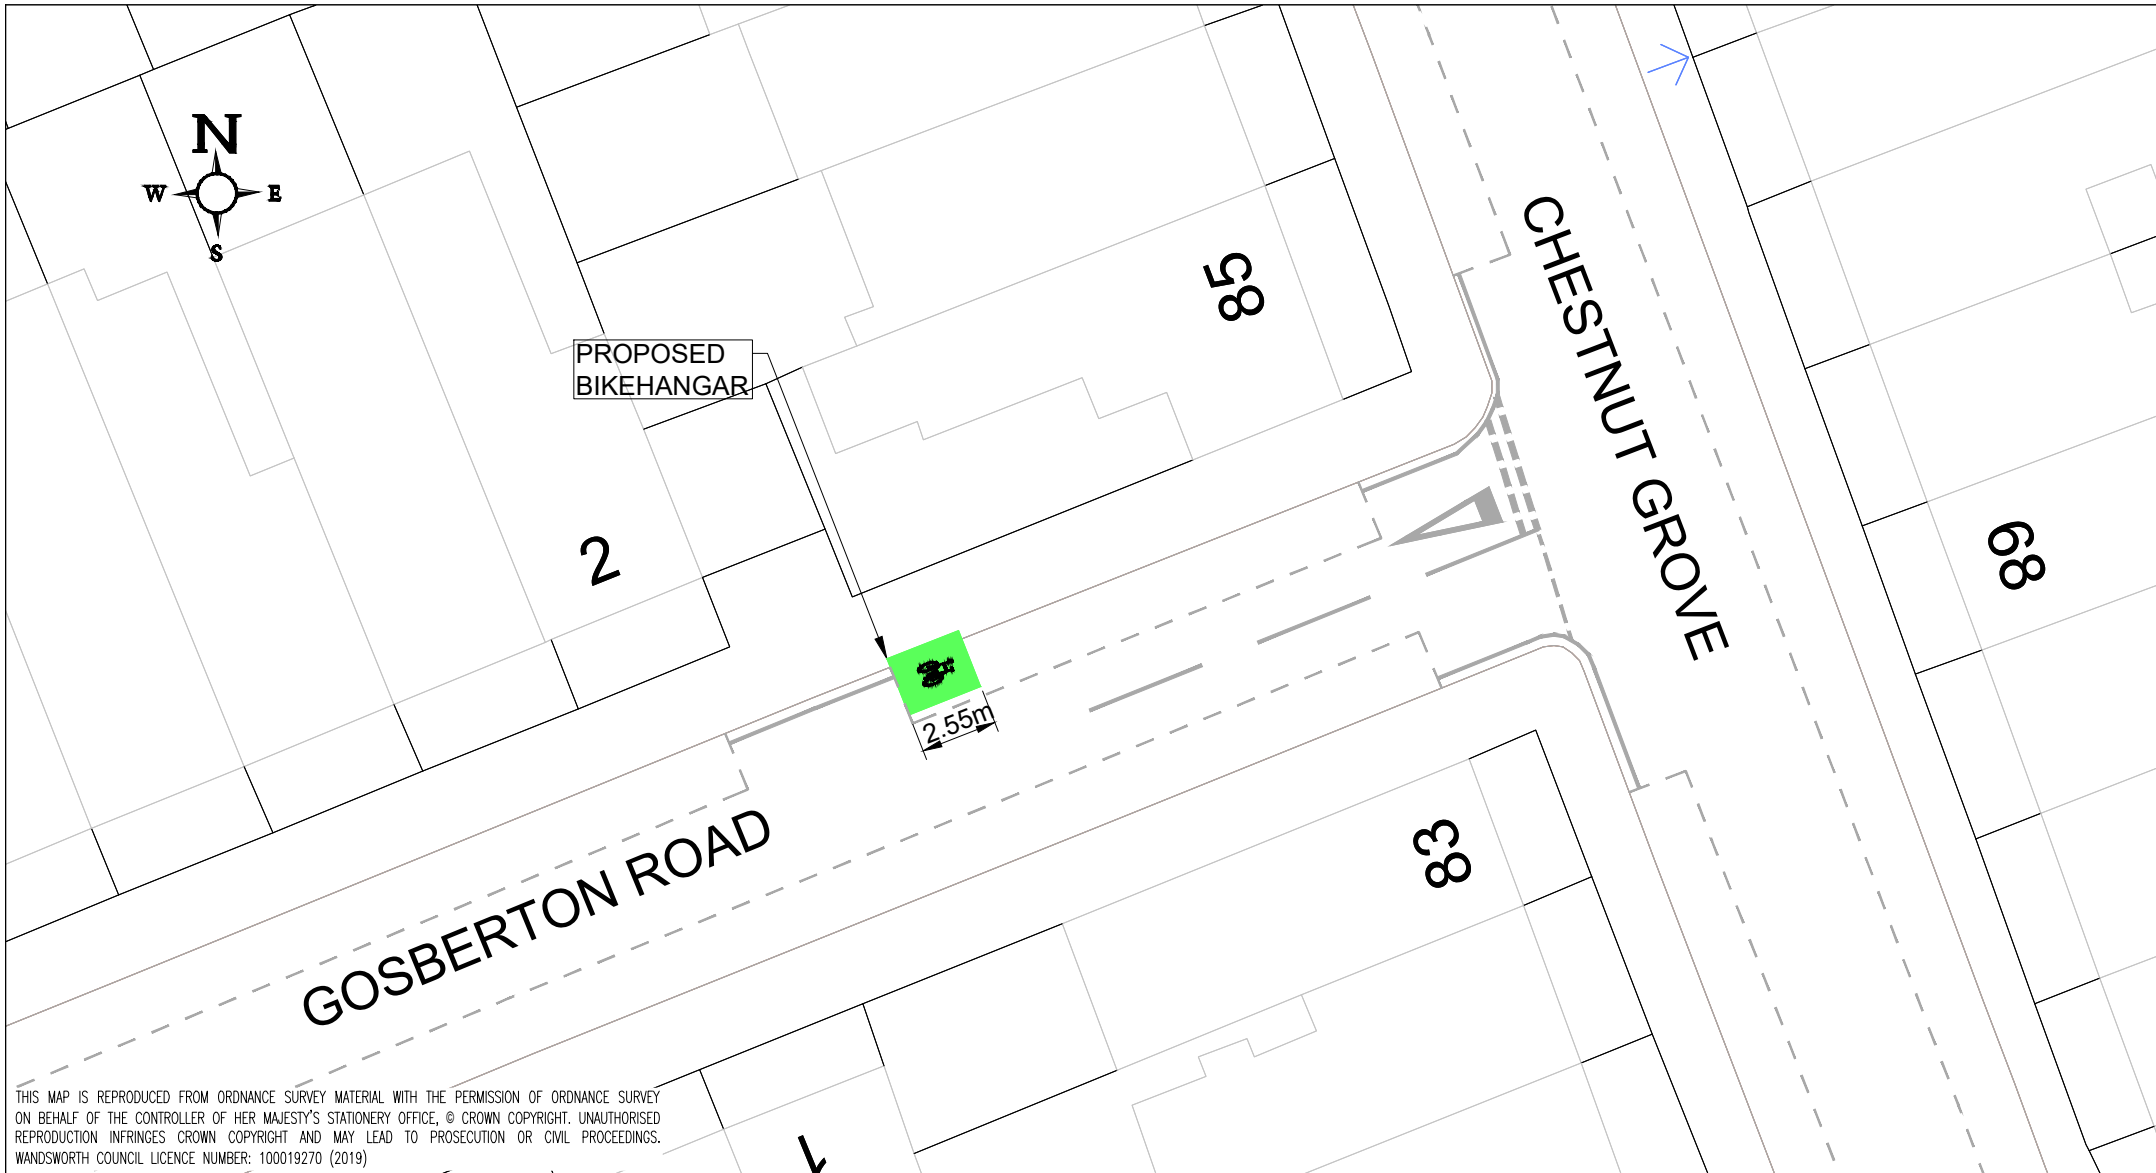 N
W
E
S
PROPOSED
BIKEHANGAR
85
CHESTNUT GROVE
68
2
2.55m
GOSBERTON ROAD
83
1
THIS MAP IS REPRODUCED FROM ORDNANCE SURVEY MATERIAL WITH THE PERMISSION OF ORDNANCE SURVEY
ON BEHALF OF THE CONTROLLER OF HER MAJESTY'S STATIONERY OFFICE, © CROWN COPYRIGHT. UNAUTHORISED
REPRODUCTION INFRINGES CROWN COPYRIGHT AND MAY LEAD TO PROSECUTION OR CIVIL PROCEEDINGS.
WANDSWORTH COUNCIL LICENCE NUMBER: 100019270 (2019)